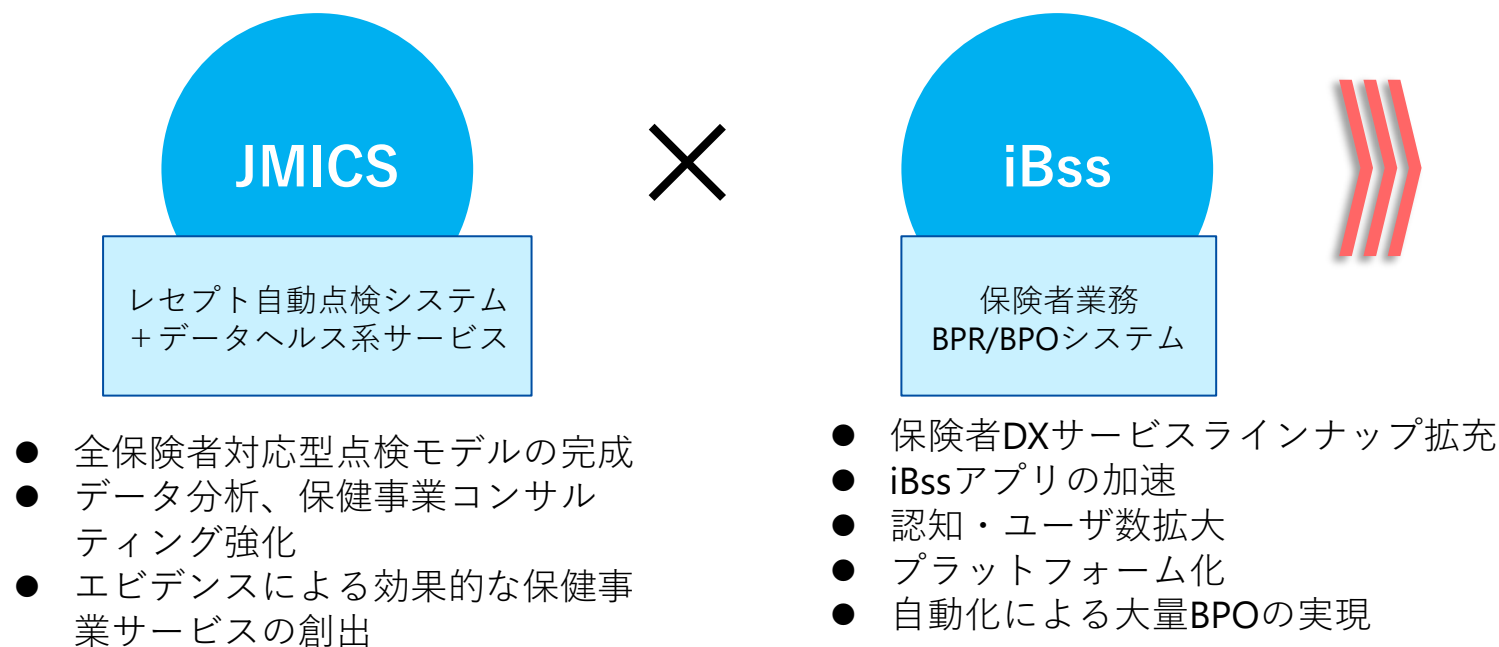 JMICS
レセプト自動点検システム
＋データヘルス系サービス
● 全保険者対応型点検モデルの完成
● データ分析、保健事業コンサル
ティング強化
● エビデンスによる効果的な保健事
業サービスの創出
×
iBss
保険者業務
BPR/BPOシステム
● 保険者DXサービスラインナップ拡充
● iBssアプリの加速
● 認知・ユーザ数拡大
● プラットフォーム化
● 自動化による大量BPOの実現